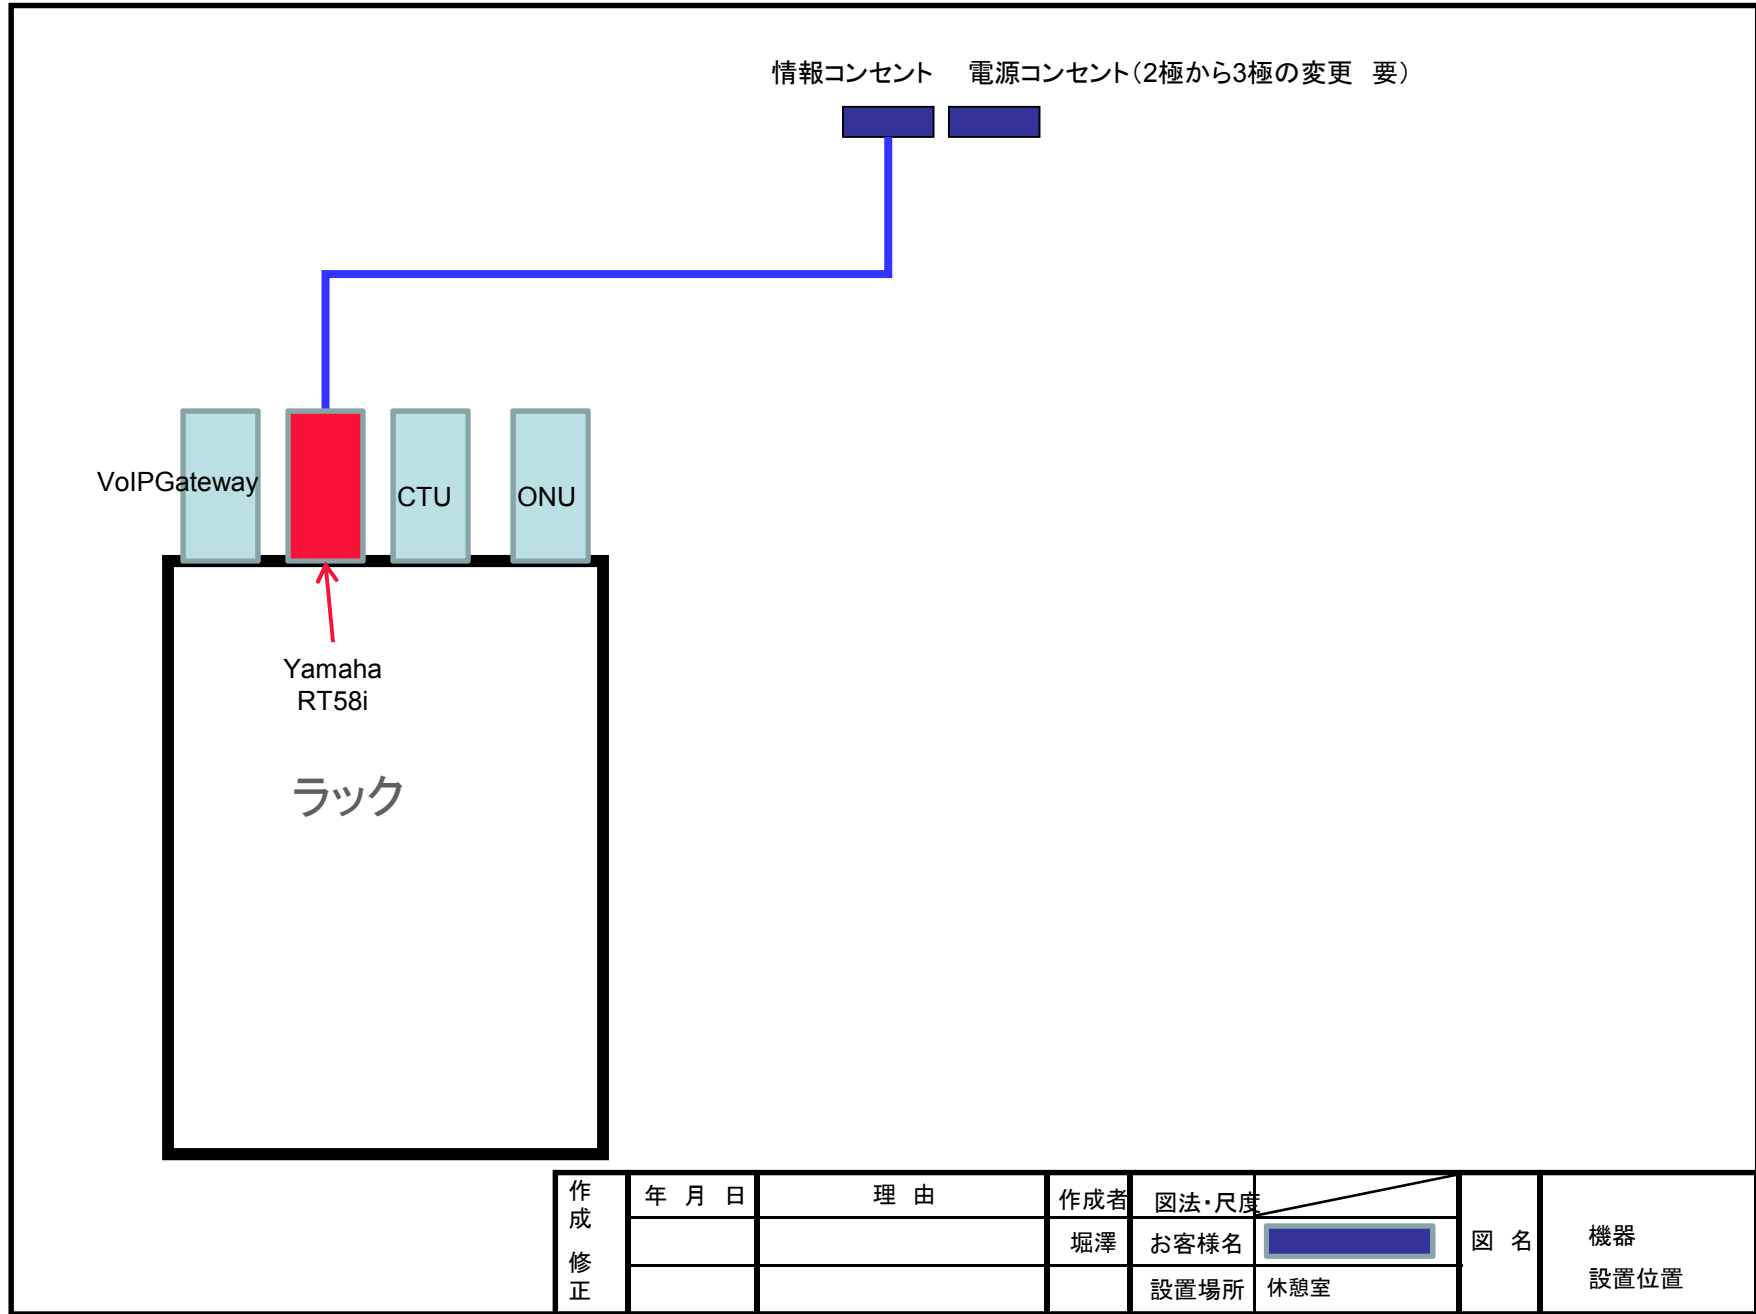 情報コンセント　電源コンセント（2極から3極の変更　要）
VoIPGateway
CTU
ONU
Yamaha
RT58i
ラック
作成　修正
年　月　日
理　由
作成者
図法・尺度
堀澤
お客様名
設置場所
休憩室
図　名
機器
設置位置